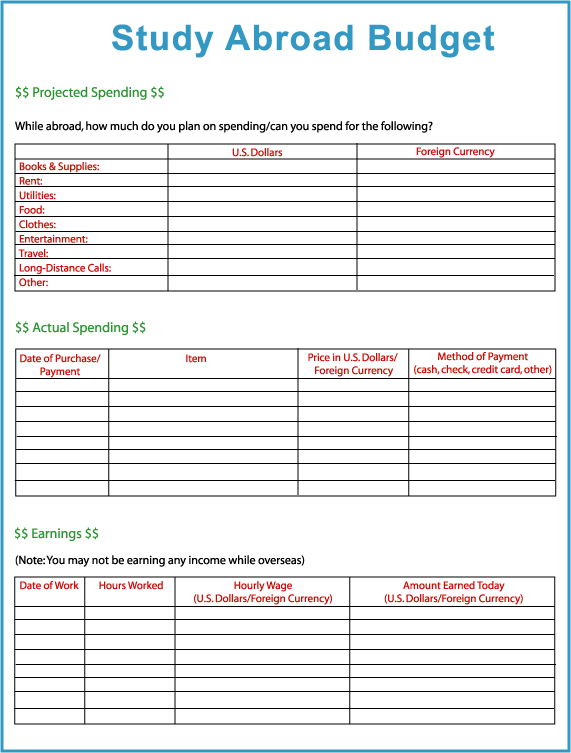 Study Abroad Budget
$$ Projected Spending $$
While abroad, how much do you plan on spending/can you spend for the following?
U.S. Dollars Foreign Currency
Books & Supplies:
Rent:
Utilities:
Food:
Clothes:
Entertainment:
Travel:
Long-Distance Calls:
Other:
$$ Actual Spending $$
Date of Purchase/ Item Price in U.S. Dollars/ Method of Payment
Payment Foreign Currency (cash, check, credit card, other)
$$ Earnings $$
(Note: You may not be earning any income while overseas)
Date of Work Hours Worked Hourly Wage Amount Earned Today
(U.S. Dollars/Foreign Currency) (U.S. Dollars/Foreign Currency)